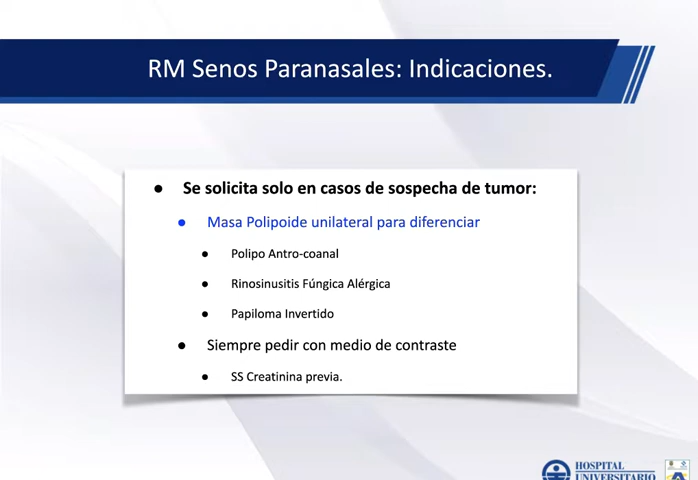 RM Senos Paranasales: Indicaciones.
● Se solicita solo en casos de sospecha de tumor:
● Masa Polipoide unilateral para diferenciar
● Polipo Antro-coanal
● Rinosinusitis Fúngica Alérgica
● Papiloma Invertido
● Siempre pedir con medio de contraste
● SS Creatinina previa.
HOSPITAL
UNIVERSITARIO